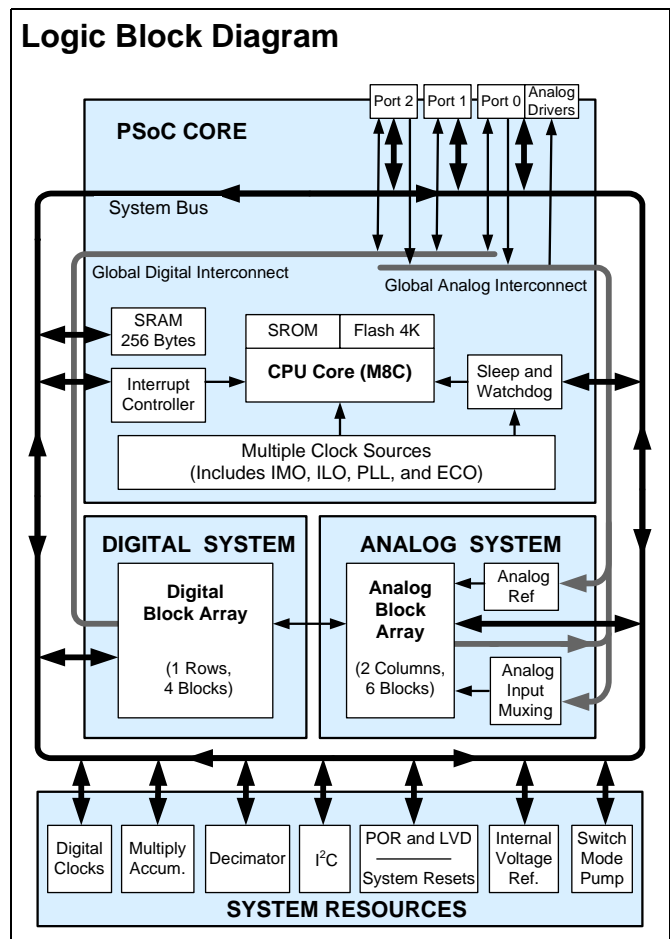 Logic Block Diagram
Port 2
Port 1
Port 0
Analog
Drivers
PSoC CORE
System Bus
Global Digital Interconnect
Global Analog Interconnect
SRAM
256 Bytes
SROM
Flash 4K
CPU Core (M8C)
Interrupt
Controller
Sleep and
Watchdog
Multiple Clock Sources
(Includes IMO, ILO, PLL, and ECO)
DIGITAL SYSTEM
Digital
Block Array
(1 Rows,
4 Blocks)
ANALOG SYSTEM
Analog
Block
Array
(2 Columns,
6 Blocks)
Analog
Ref
Analog
Input
Muxing
Digital
Clocks
Multiply
Accum.
Decimator
I²C
POR and LVD
System Resets
Internal
Voltage
Ref.
Switch
Mode
Pump
SYSTEM RESOURCES